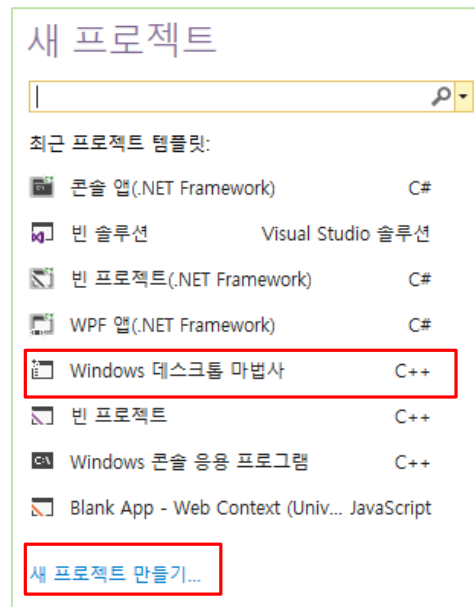 새 프로젝트
최근 프로젝트 템플릿:
콘솔 앱(.NET Framework) C#
빈 솔루션 Visual Studio 솔루션
빈 프로젝트(.NET Framework) C#
WPF 앱(.NET Framework) C#
Windows 데스크톱 마법사 C++
빈 프로젝트 C++
Windows 콘솔 응용 프로그램 C++
Blank App - Web Context (Univ... JavaScript
새 프로젝트 만들기...